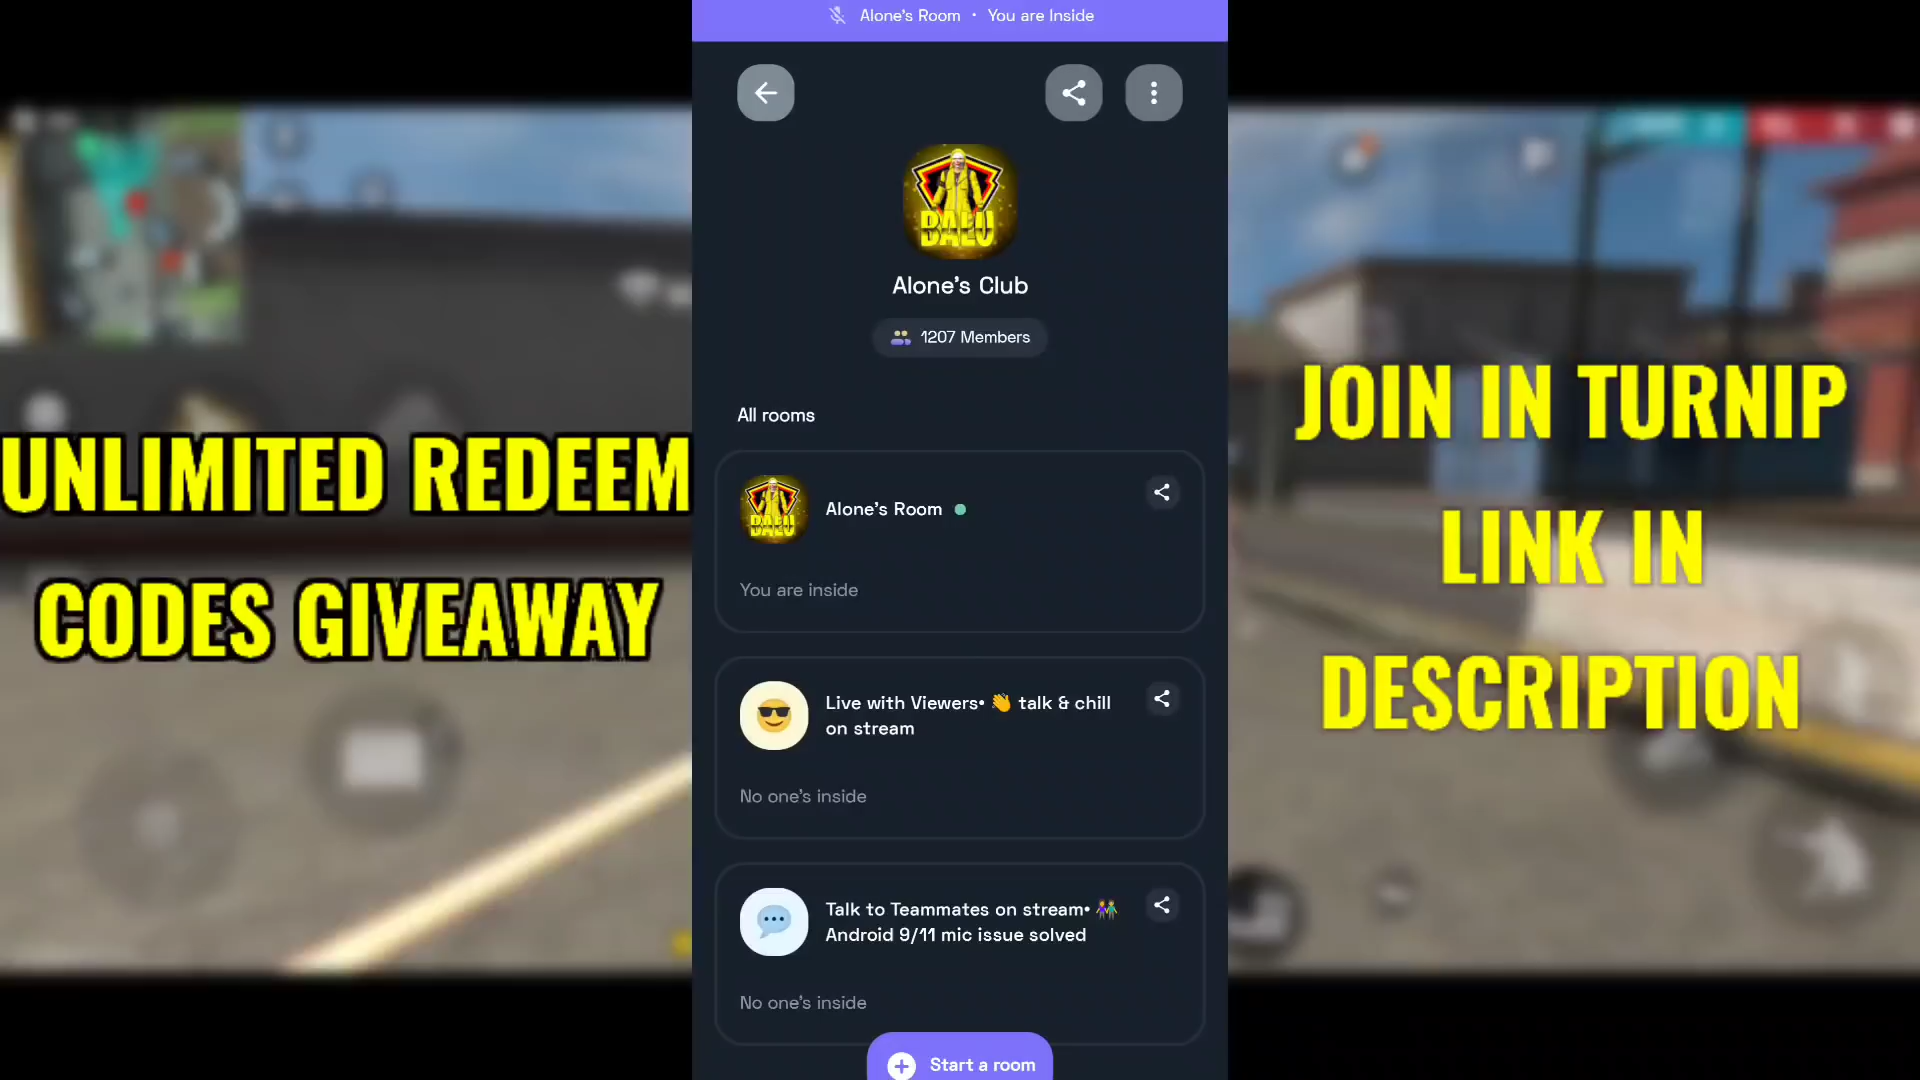 Alone's Room • You are Inside
BALU
Alone's Club
1207 Members
All rooms
BALU
Alone's Room
You are inside
Live with Viewers• 👋 talk & chill
on stream
No one's inside
Talk to Teammates on stream• 👫
Android 9/11 mic issue solved
No one's inside
Start a room
UNLIMITED REDEEM
CODES GIVEAWAY
JOIN IN TURNIP
LINK IN
DESCRIPTION